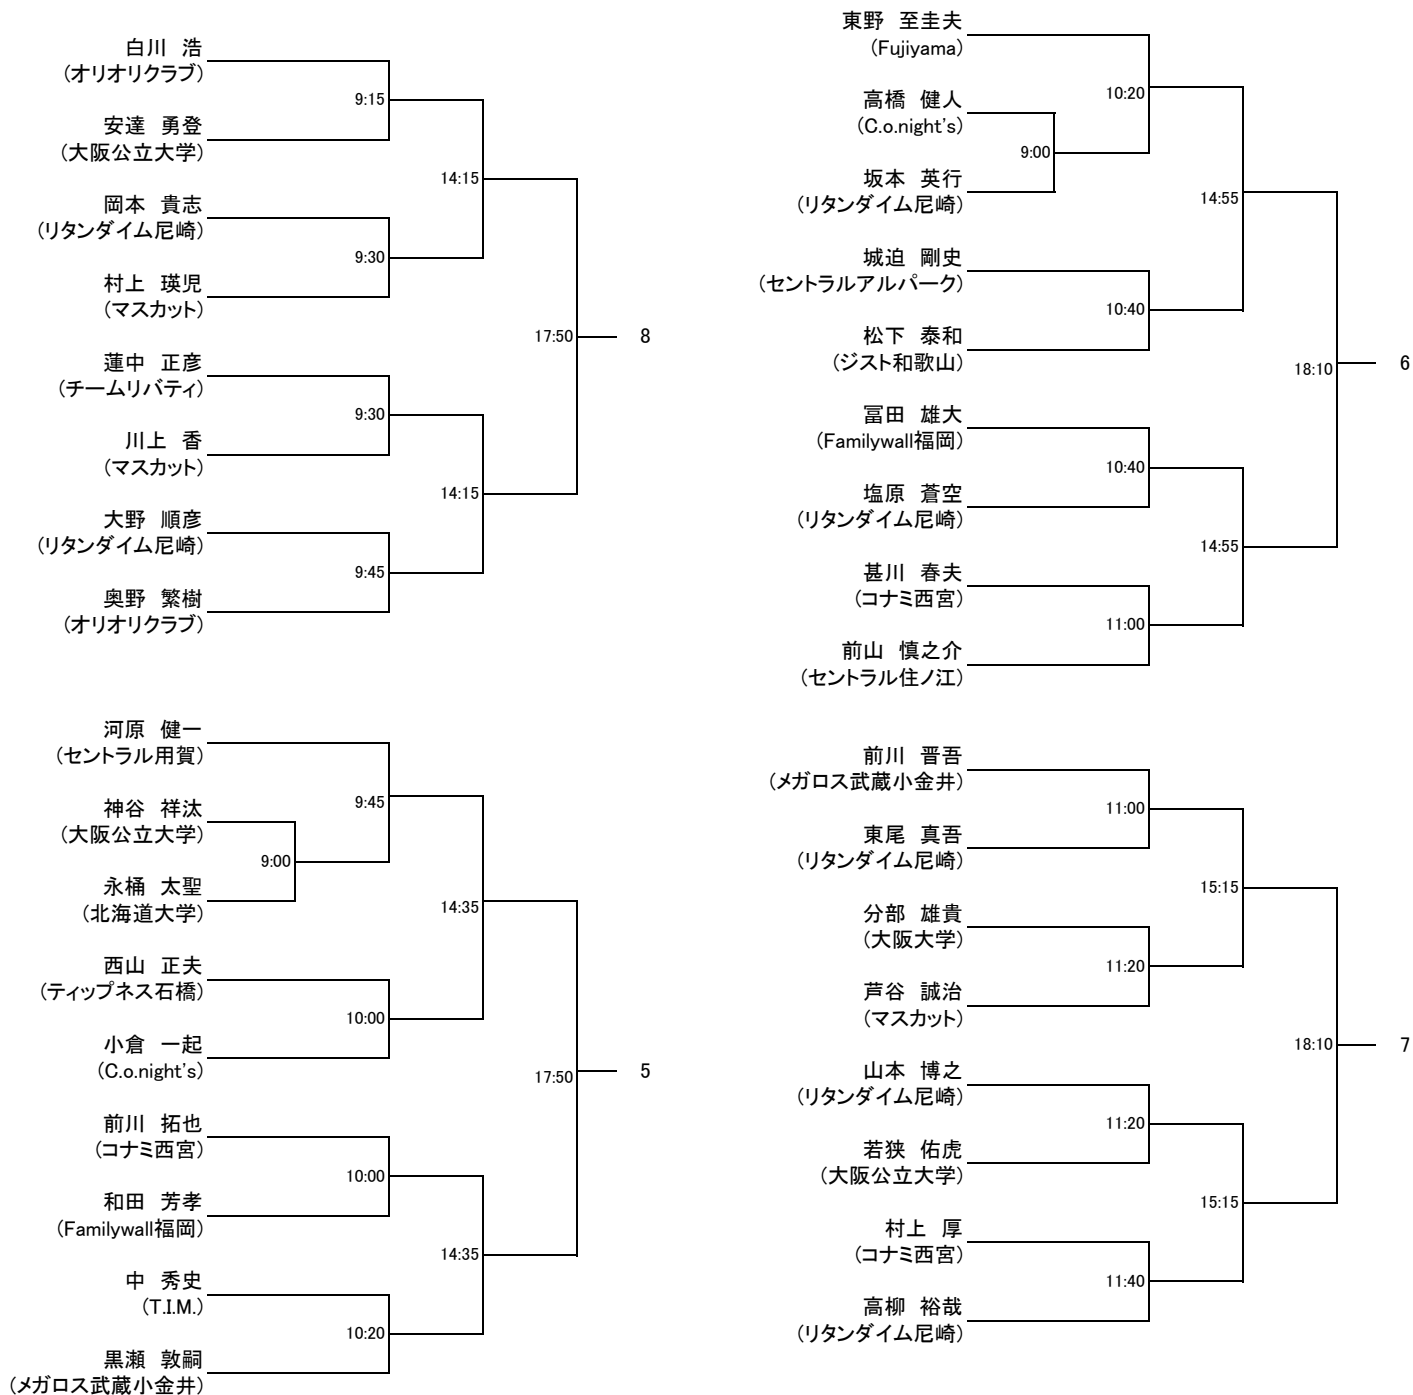 白川 浩
(オリオリクラブ)
9:15
安達 勇登
(大阪公立大学)
14:15
岡本 貴志
(リタンダイム尼崎)
9:30
村上 瑛児
(マスカット)
17:50
8
蓮中 正彦
(チームリバティ)
9:30
川上 香
(マスカット)
14:15
大野 順彦
(リタンダイム尼崎)
9:45
奥野 繁樹
(オリオリクラブ)
河原 健一
(セントラル用賀)
9:45
神谷 祥汰
(大阪公立大学)
9:00
永桶 太聖
(北海道大学)
14:35
西山 正夫
(ティップネス石橋)
10:00
小倉 一起
(C.o.night's)
17:50
5
前川 拓也
(コナミ西宮)
10:00
和田 芳孝
(Familywall福岡)
14:35
中 秀史
(T.I.M.)
10:20
黒瀬 敦嗣
(メガロス武蔵小金井)
東野 至圭夫
(Fujiyama)
10:20
高橋 健人
(C.o.night's)
9:00
坂本 英行
(リタンダイム尼崎)
14:55
城迫 剛史
(セントラルアルパーク)
10:40
松下 泰和
(ジスト和歌山)
18:10
6
冨田 雄大
(Familywall福岡)
10:40
塩原 蒼空
(リタンダイム尼崎)
14:55
甚川 春夫
(コナミ西宮)
11:00
前山 慎之介
(セントラル住ノ江)
前川 晋吾
(メガロス武蔵小金井)
11:00
東尾 真吾
(リタンダイム尼崎)
15:15
分部 雄貴
(大阪大学)
11:20
芦谷 誠治
(マスカット)
18:10
7
山本 博之
(リタンダイム尼崎)
11:20
若狭 佑虎
(大阪公立大学)
15:15
村上 厚
(コナミ西宮)
11:40
高柳 裕哉
(リタンダイム尼崎)